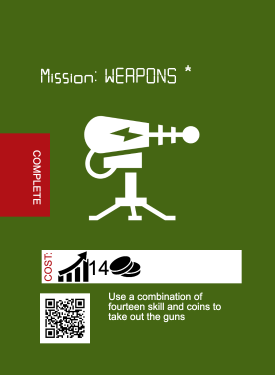 Mission: WEAPONS *
COMPLETE
COST:
14
Use a combination of
fourteen skill and coins to
take out the guns